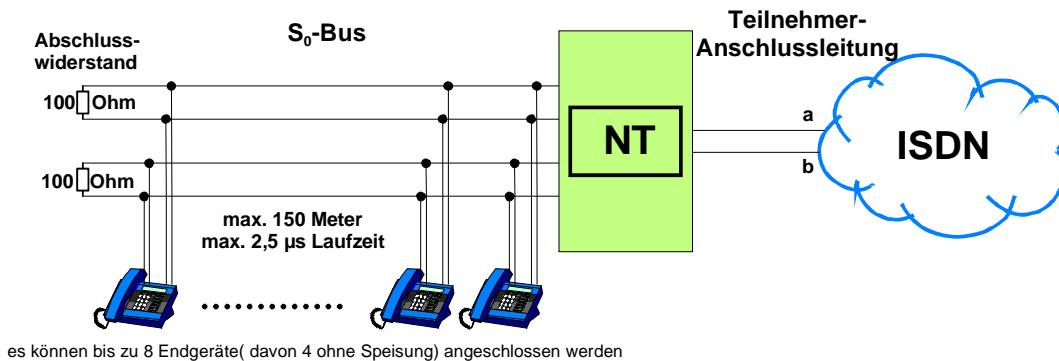 Teilnehmer-
Anschlussleitung
S0-Bus
Abschluss-
widerstand
100 Ohm
100 Ohm
NT
a
b
ISDN
max. 150 Meter
max. 2,5 µs Laufzeit
es können bis zu 8 Endgeräte( davon 4 ohne Speisung) angeschlossen werden